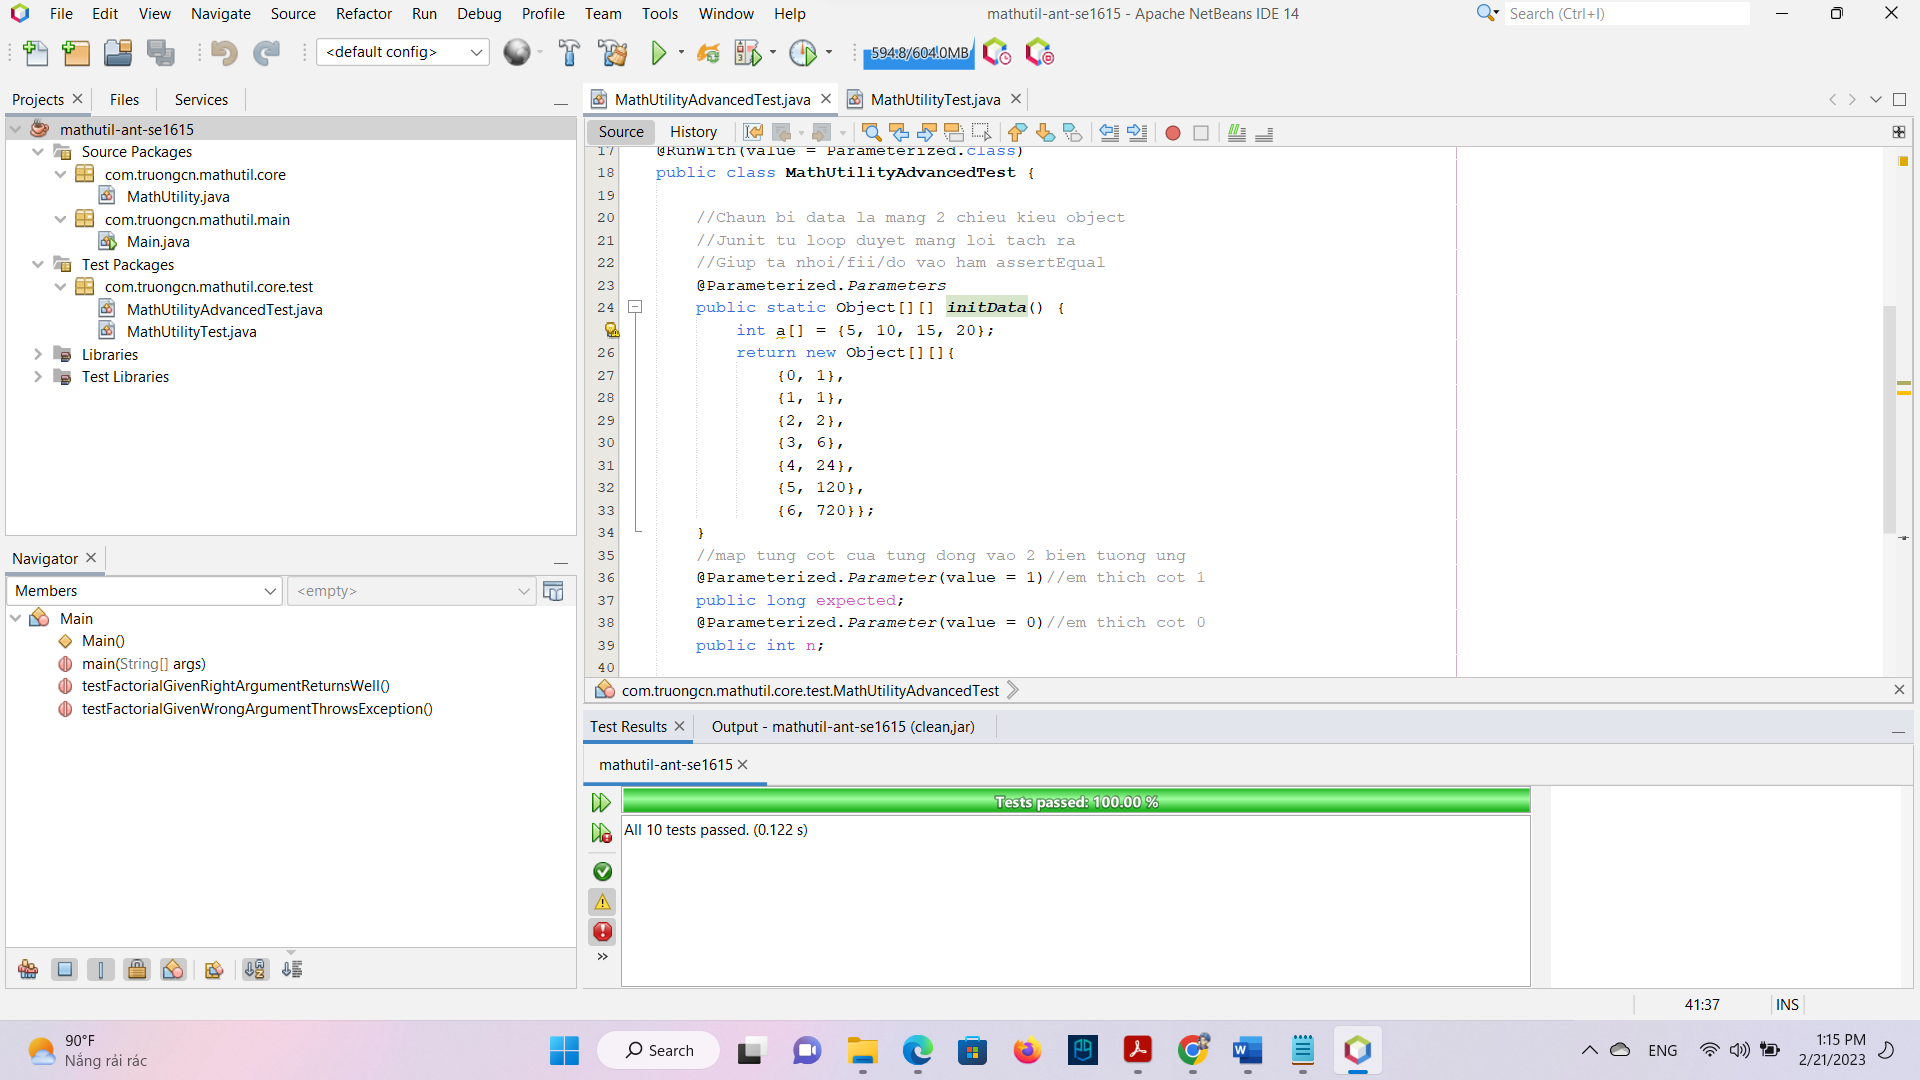 File Edit View Navigate Source Refactor Run Debug Profile Team Tools Window Help
mathutil-ant-se1615 - Apache NetBeans IDE 14
Search (Ctrl+I)
<default config>
594.8/604.0MB
Projects Files Services
mathutil-ant-se1615
Source Packages
com.truongcn.mathutil.core
MathUtility.java
com.truongcn.mathutil.main
Main.java
Test Packages
com.truongcn.mathutil.core.test
MathUtilityAdvancedTest.java
MathUtilityTest.java
Libraries
Test Libraries
Navigator
Members
<empty>
Main
Main()
main(String[] args)
testFactorialGivenRightArgumentReturnsWell()
testFactorialGivenWrongArgumentThrowsException()
MathUtilityAdvancedTest.java MathUtilityTest.java
Source History
17 @RunWith(value = Parameterized.class)
18 public class MathUtilityAdvancedTest {
19
20 //Chaun bi data la mang 2 chieu kieu object
21 //Junit tu loop duyet mang loi tach ra
22 //Giup ta nhoi/fii/do vao ham assertEqual
23 @Parameterized.Parameters
24 public static Object[][] initData() {
int a[] = {5, 10, 15, 20};
26 return new Object[][]{
27 {0, 1},
28 {1, 1},
29 {2, 2},
30 {3, 6},
31 {4, 24},
32 {5, 120},
33 {6, 720}};
34 }
35 //map tung cot cua tung dong vao 2 bien tuong ung
36 @Parameterized.Parameter(value = 1)//em thich cot 1
37 public long expected;
38 @Parameterized.Parameter(value = 0)//em thich cot 0
39 public int n;
40
com.truongcn.mathutil.core.test.MathUtilityAdvancedTest
Test Results Output - mathutil-ant-se1615 (clean,jar)
mathutil-ant-se1615
Tests passed: 100.00 %
All 10 tests passed. (0.122 s)
41:37 INS
90°F
Nắng rải rác
Search
ENG
1:15 PM
2/21/2023